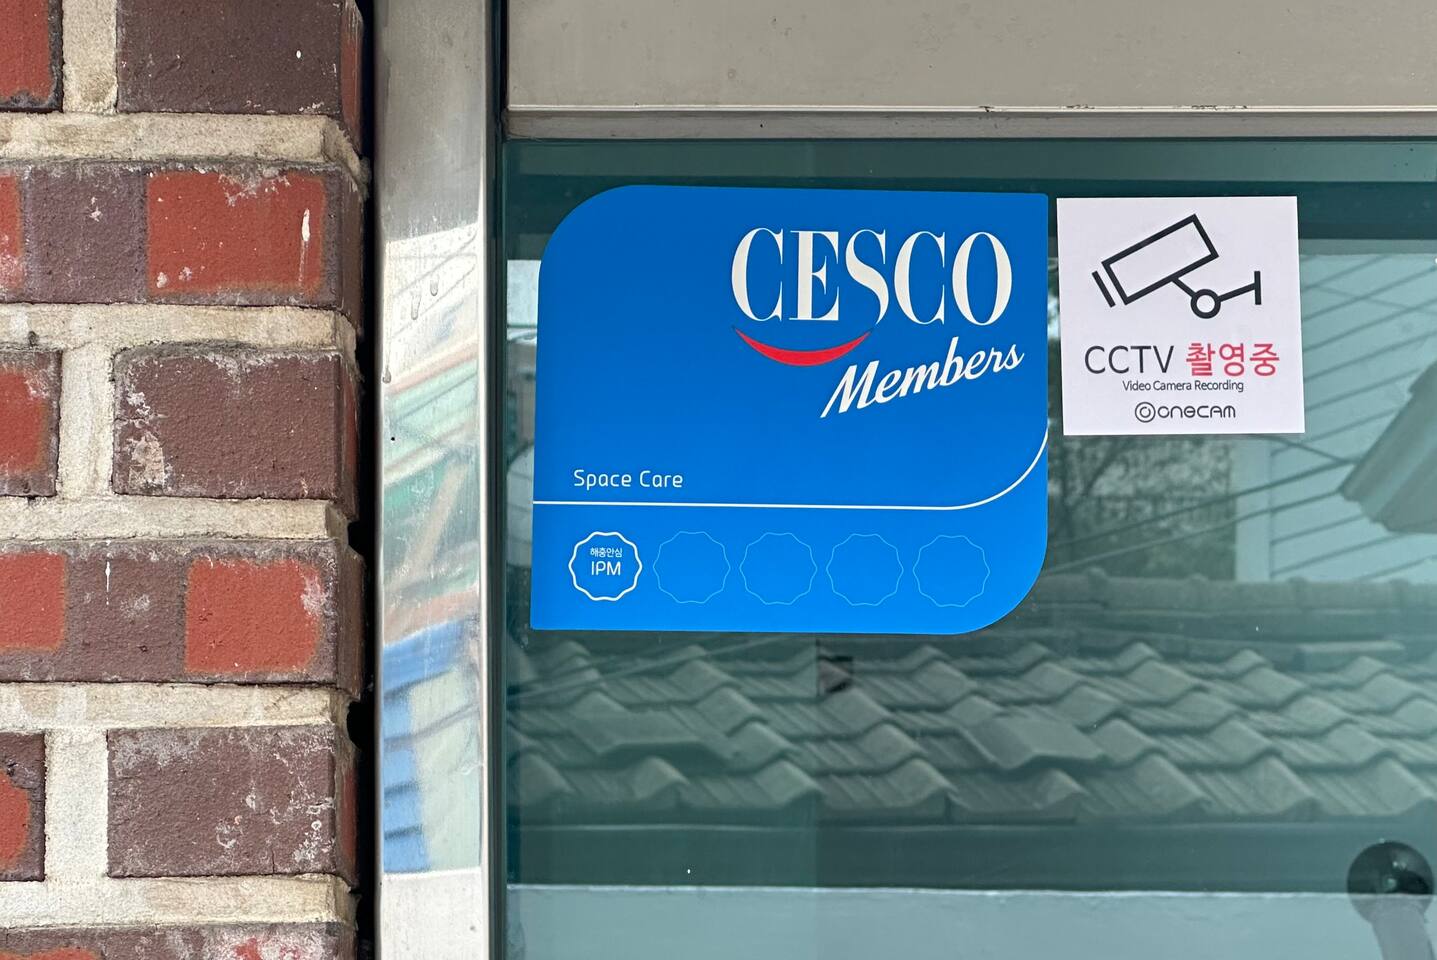 CESCO
Members
Space Care
해충안심
IPM
CCTV 촬영중
Video Camera Recording
onecam